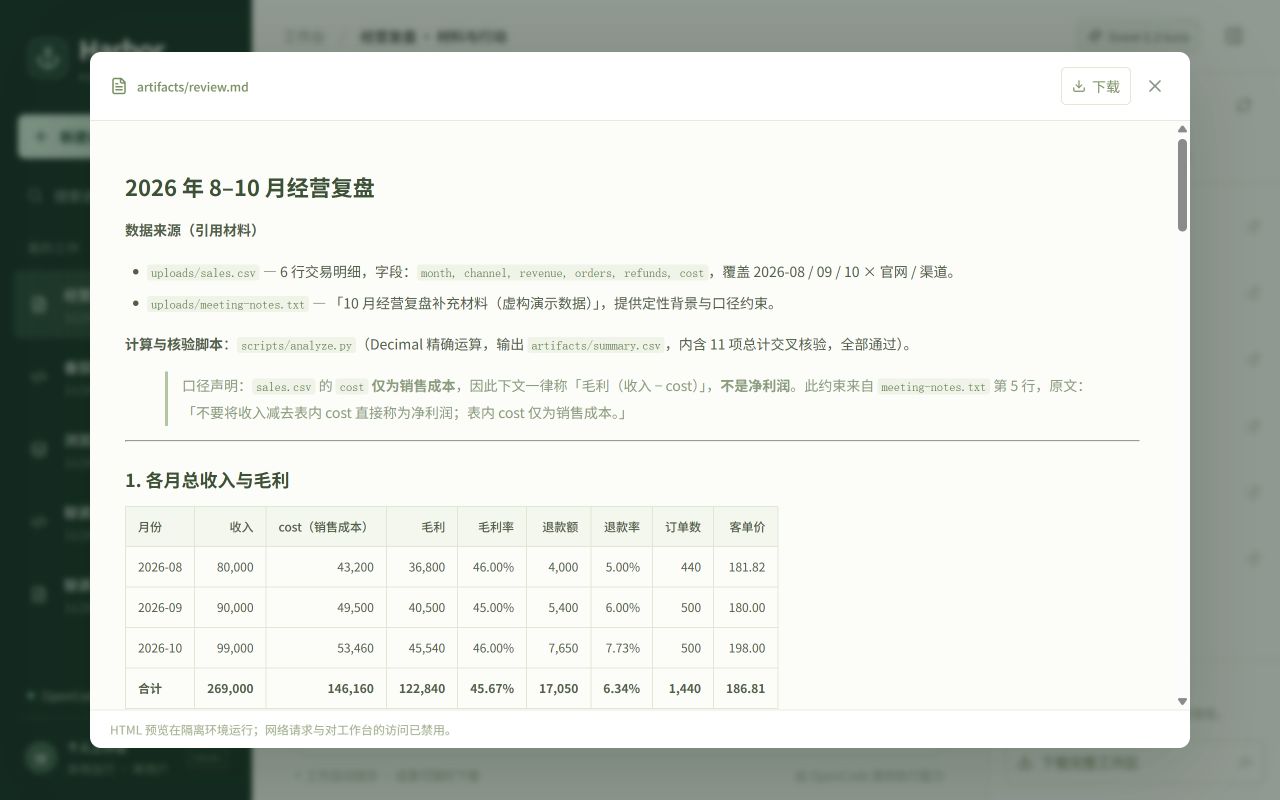 Harbor
工作台 / 经营复盘 · 材料与行动
artifacts/review.md
下载
2026 年 8–10 月经营复盘
数据来源（引用材料）
• uploads/sales.csv — 6 行交易明细，字段：month, channel, revenue, orders, refunds, cost，覆盖 2026-08 / 09 / 10 × 官网 / 渠道。
• uploads/meeting-notes.txt — 「10 月经营复盘补充材料（虚构演示数据）」，提供定性背景与口径约束。
计算与核验脚本：scripts/analyze.py（Decimal 精确运算，输出 artifacts/summary.csv，内含 11 项总计交叉核验，全部通过）。
口径声明：sales.csv 的 cost 仅为销售成本，因此下文一律称「毛利（收入 − cost）」，不是净利润。此约束来自 meeting-notes.txt 第 5 行，原文：
「不要将收入减去表内 cost 直接称为净利润；表内 cost 仅为销售成本。」
1. 各月总收入与毛利
月份 收入 cost（销售成本） 毛利 毛利率 退款额 退款率 订单数 客单价
2026-08 80,000 43,200 36,800 46.00% 4,000 5.00% 440 181.82
2026-09 90,000 49,500 40,500 45.00% 5,400 6.00% 500 180.00
2026-10 99,000 53,460 45,540 46.00% 7,650 7.73% 500 198.00
合计 269,000 146,160 122,840 45.67% 17,050 6.34% 1,440 186.81
HTML 预览在隔离环境运行；网络请求与对工作台的访问已禁用。